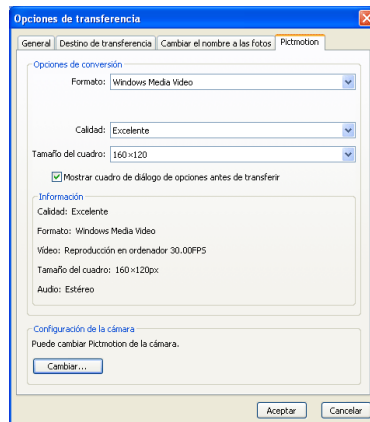 Opciones de transferencia
General Destino de transferencia Cambiar el nombre a las fotos Pictmotion
Opciones de conversión
Formato: Windows Media Video
Calidad: Excelente
Tamaño del cuadro: 160×120
Mostrar cuadro de diálogo de opciones antes de transferir
Información
Calidad: Excelente
Formato: Windows Media Video
Vídeo: Reproducción en ordenador 30.00FPS
Tamaño del cuadro: 160×120px
Audio: Estéreo
Configuración de la cámara
Puede cambiar Pictmotion de la cámara.
Cambiar...
Aceptar Cancelar